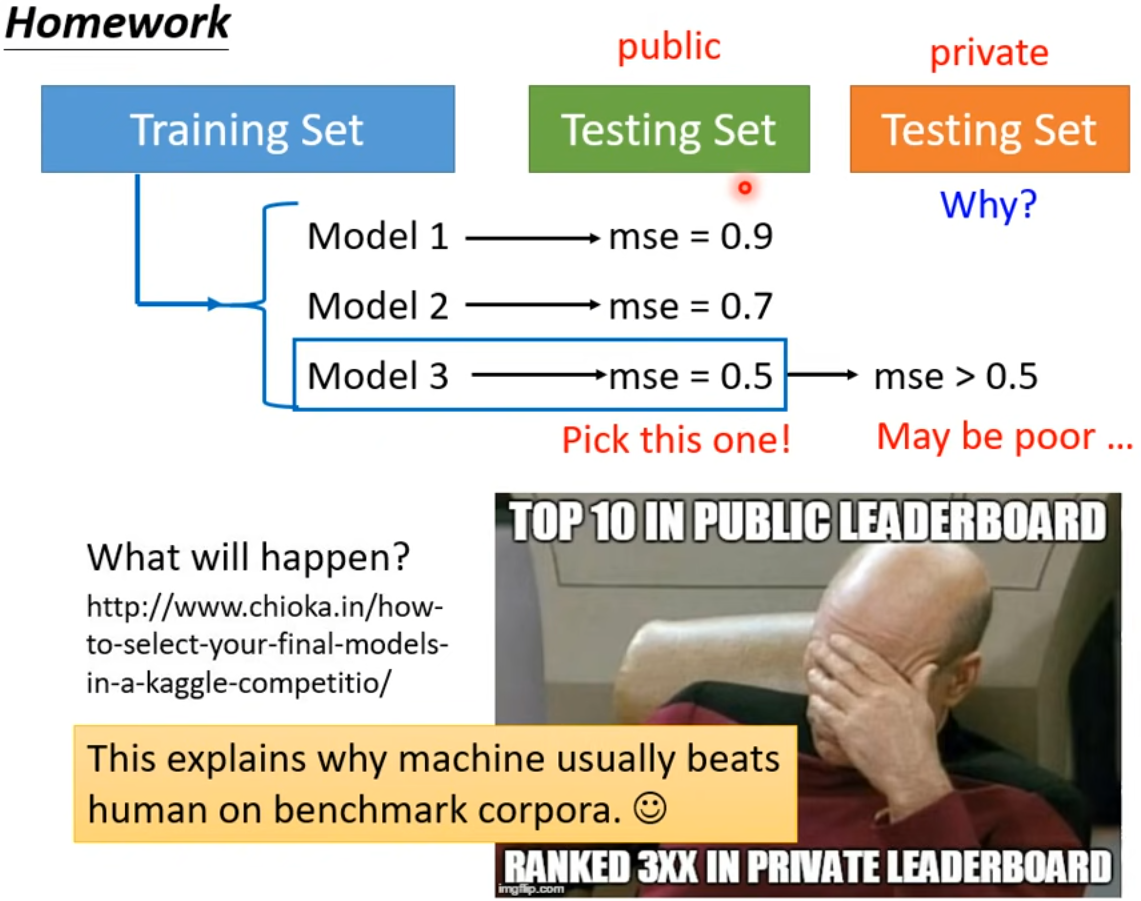 Homework
public
private
Training Set
Testing Set
Testing Set
Why?
Model 1
mse = 0.9
Model 2
mse = 0.7
Model 3
mse = 0.5
mse > 0.5
Pick this one!
May be poor ...
What will happen?
http://www.chioka.in/how-
to-select-your-final-models-
in-a-kaggle-competitio/
TOP 10 IN PUBLIC LEADERBOARD
This explains why machine usually beats
human on benchmark corpora. ☺
RANKED 3XX IN PRIVATE LEADERBOARD
imgflip.com